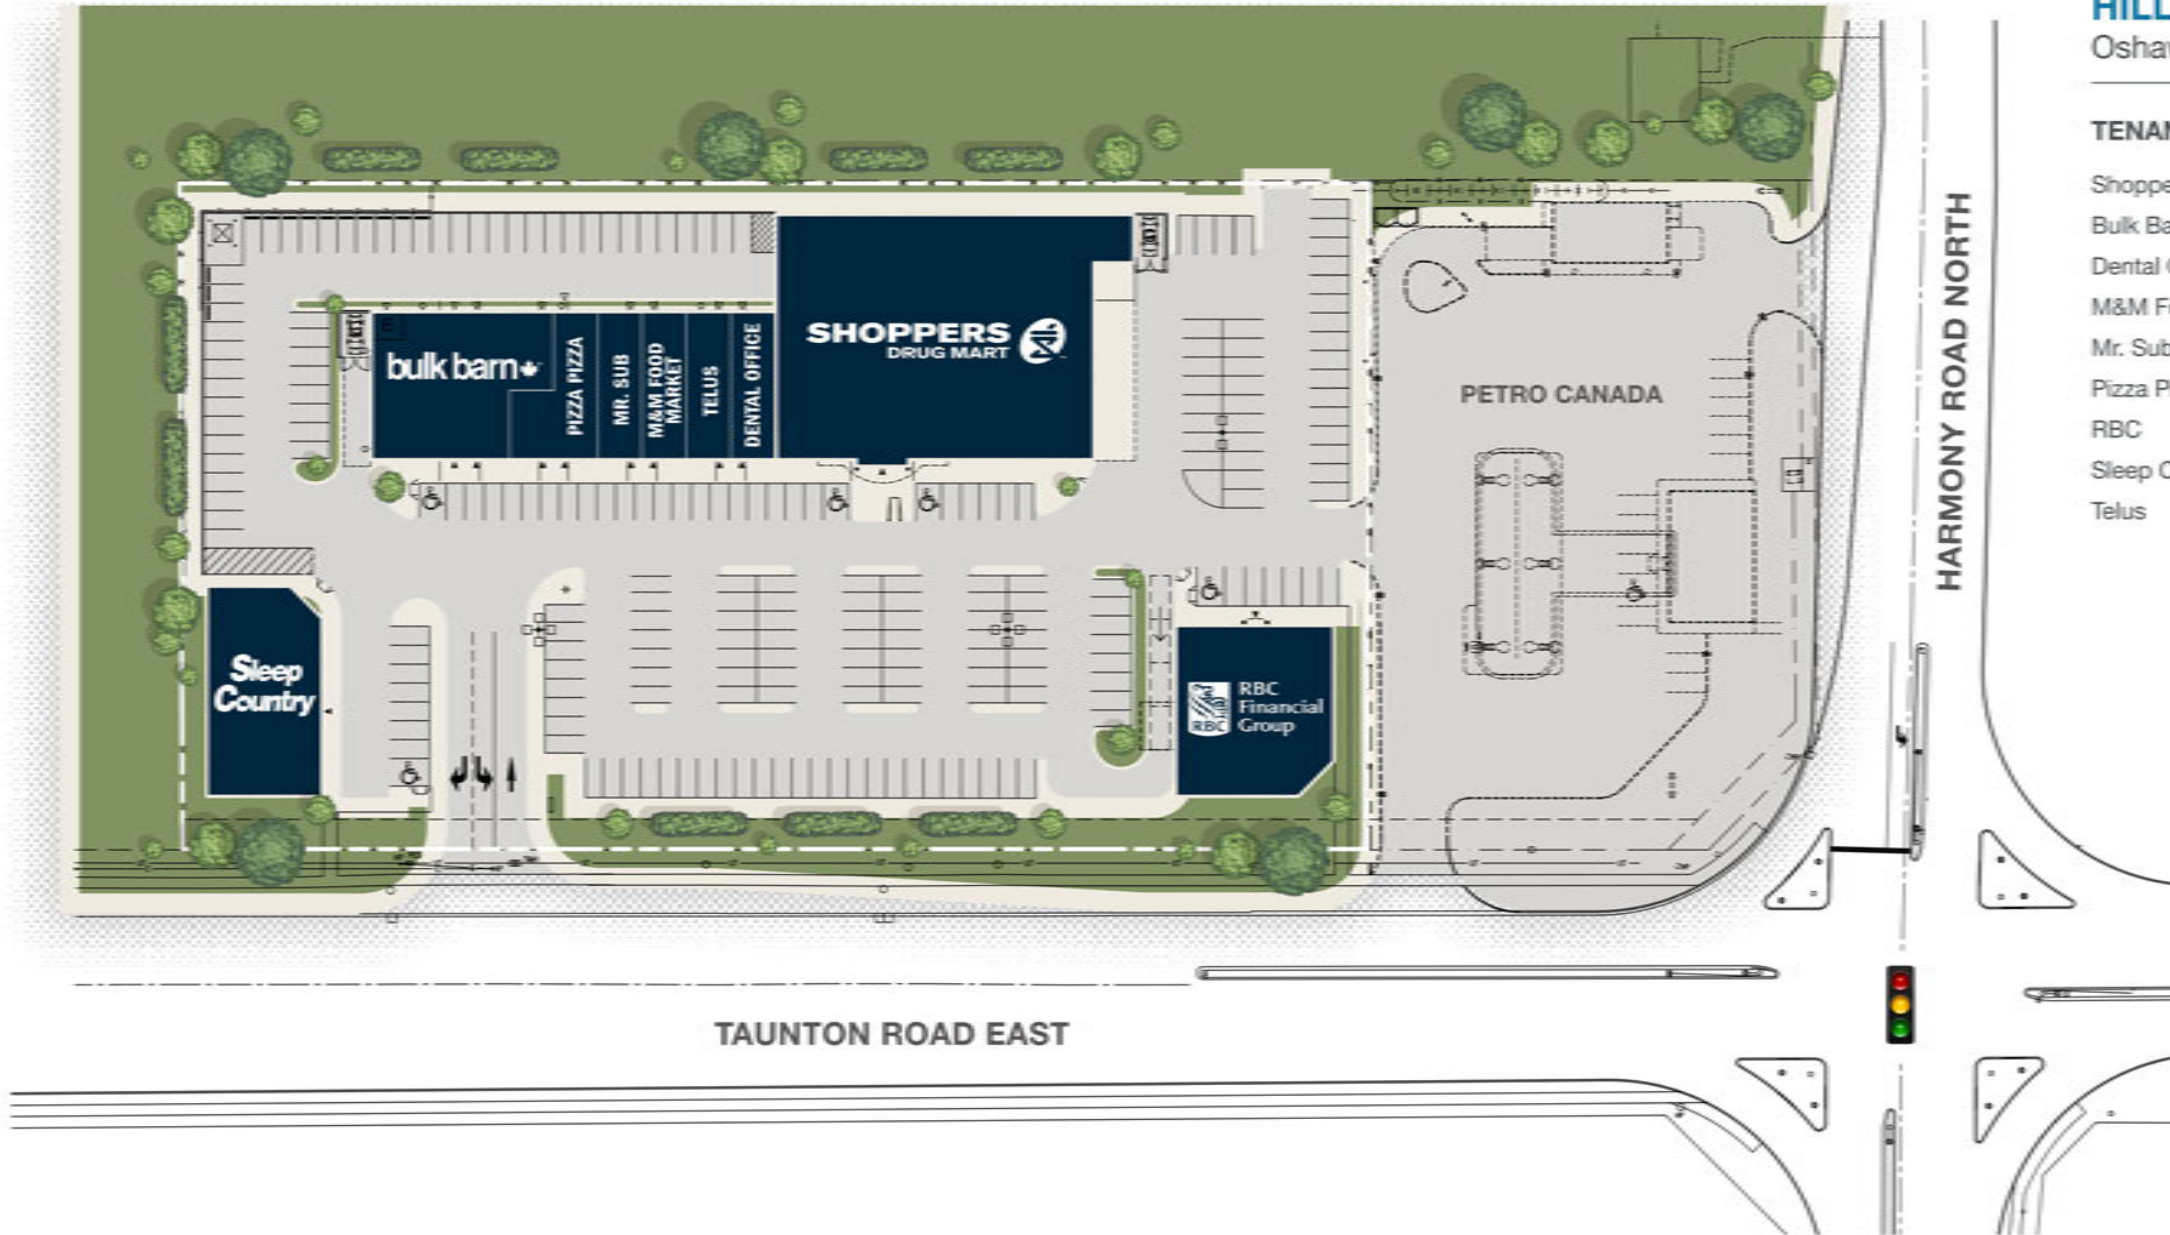 HILL
Osha
TENA
Shoppe
Bulk Ba
Dental
M&M F
Mr. Sub
Pizza P
RBC
Sleep C
Telus
bulk barn
PIZZA PIZZA
MR. SUB
M&M FOOD
MARKET
TELUS
DENTAL OFFICE
SHOPPERS
DRUG MART
PETRO CANADA
HARMONY ROAD NORTH
Sleep
Country
RBC
RBC
Financial
Group
TAUNTON ROAD EAST